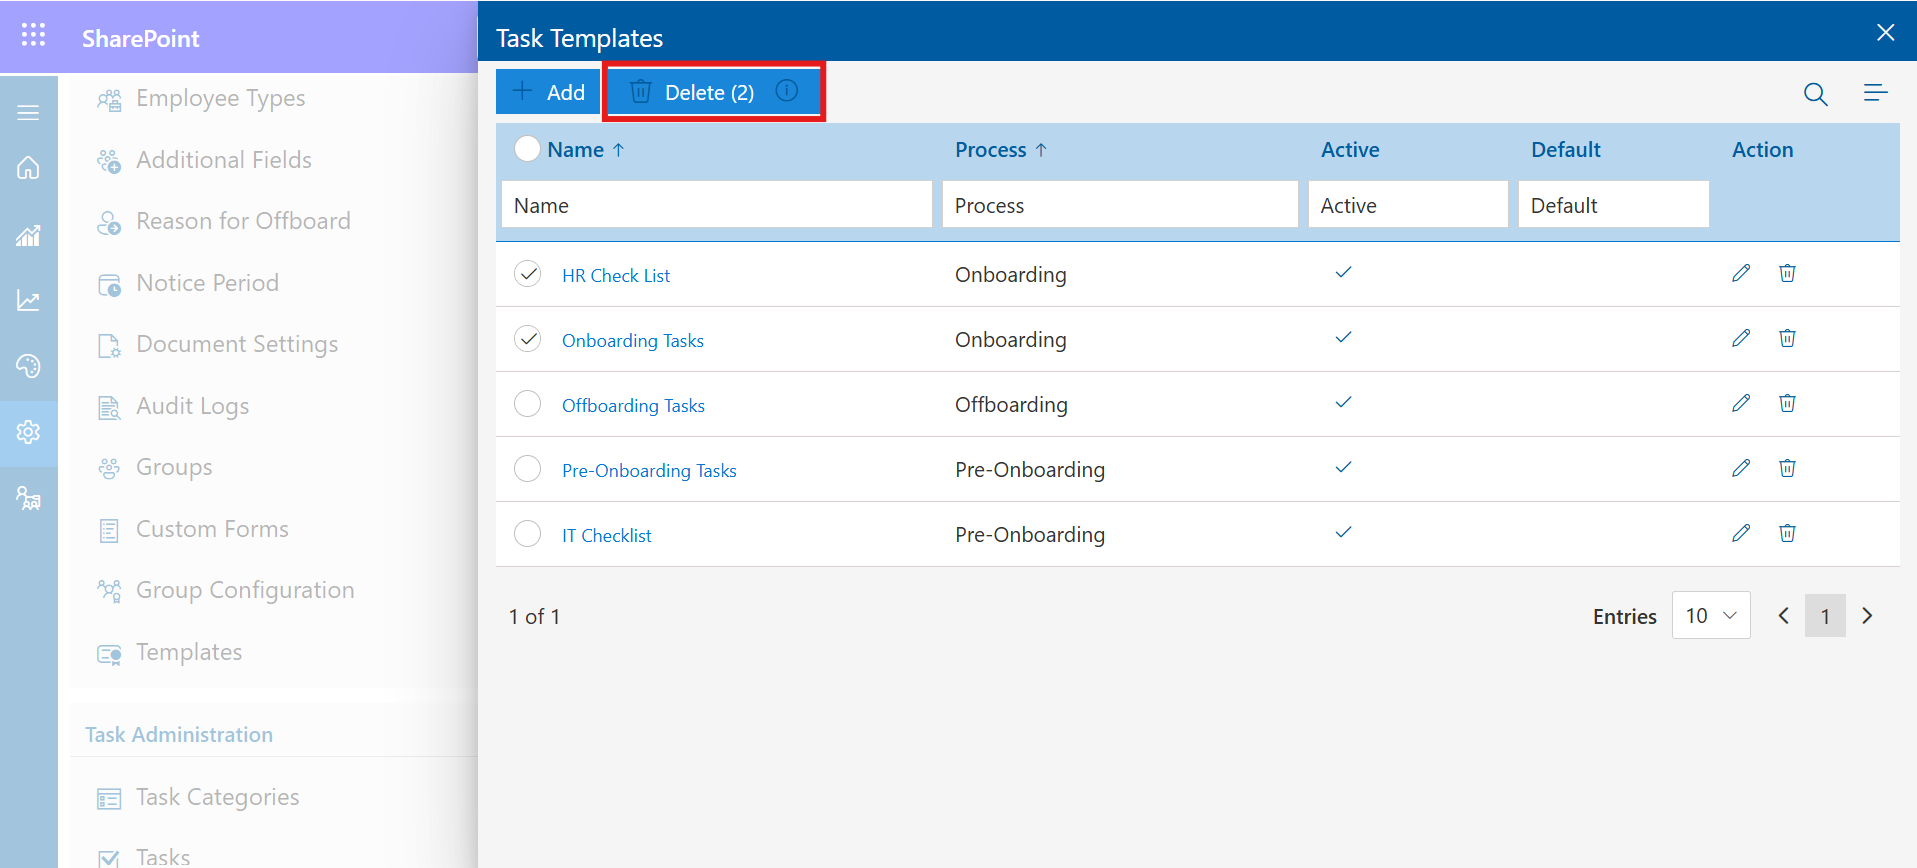 SharePoint
Employee Types
Additional Fields
Reason for Offboard
Notice Period
Document Settings
Audit Logs
Groups
Custom Forms
Group Configuration
Templates
Task Administration
Task Categories
Tasks
Task Templates
Add Delete (2)
Name Process Active Default Action
Name Process Active Default
HR Check List Onboarding
Onboarding Tasks Onboarding
Offboarding Tasks Offboarding
Pre-Onboarding Tasks Pre-Onboarding
IT Checklist Pre-Onboarding
1 of 1 Entries 10 1